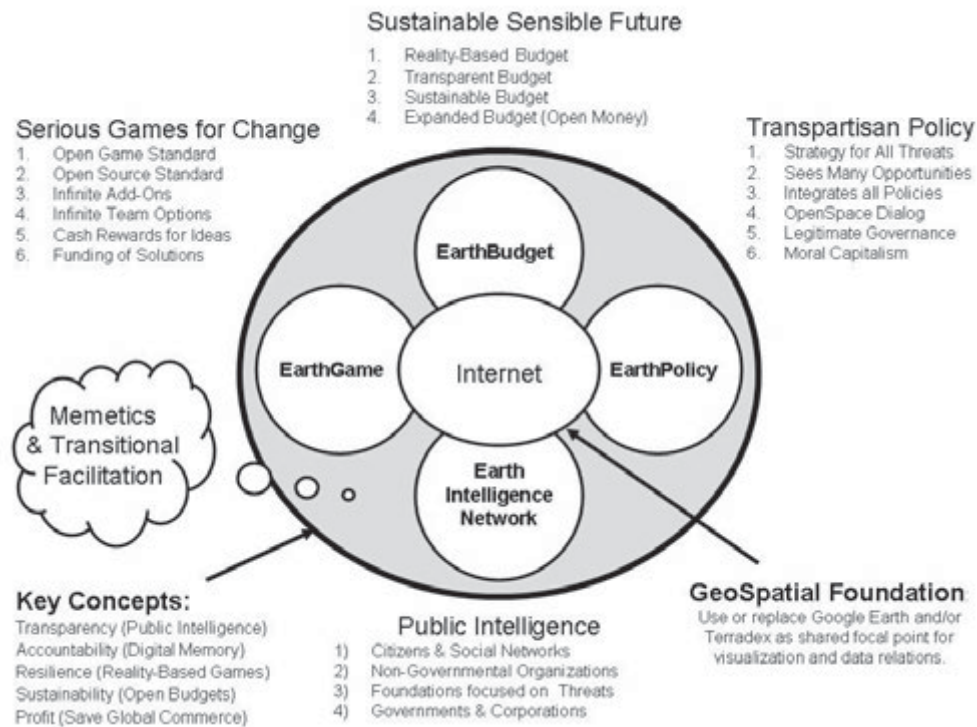 Sustainable Sensible Future
1. Reality-Based Budget
2. Transparent Budget
3. Sustainable Budget
4. Expanded Budget (Open Money)
Serious Games for Change
1. Open Game Standard
2. Open Source Standard
3. Infinite Add-Ons
4. Infinite Team Options
5. Cash Rewards for Ideas
6. Funding of Solutions
Transpartisan Policy
1. Strategy for All Threats
2. Sees Many Opportunities
3. Integrates all Policies
4. OpenSpace Dialog
5. Legitimate Governance
6. Moral Capitalism
EarthBudget
EarthGame
Internet
EarthPolicy
Earth
Intelligence
Network
Memetics
& Transitional
Facilitation
Key Concepts:
Transparency (Public Intelligence)
Accountability (Digital Memory)
Resilience (Reality-Based Games)
Sustainability (Open Budgets)
Profit (Save Global Commerce)
Public Intelligence
1) Citizens & Social Networks
2) Non-Governmental Organizations
3) Foundations focused on Threats
4) Governments & Corporations
GeoSpatial Foundation
Use or replace Google Earth and/or
Terradex as shared focal point for
visualization and data relations.